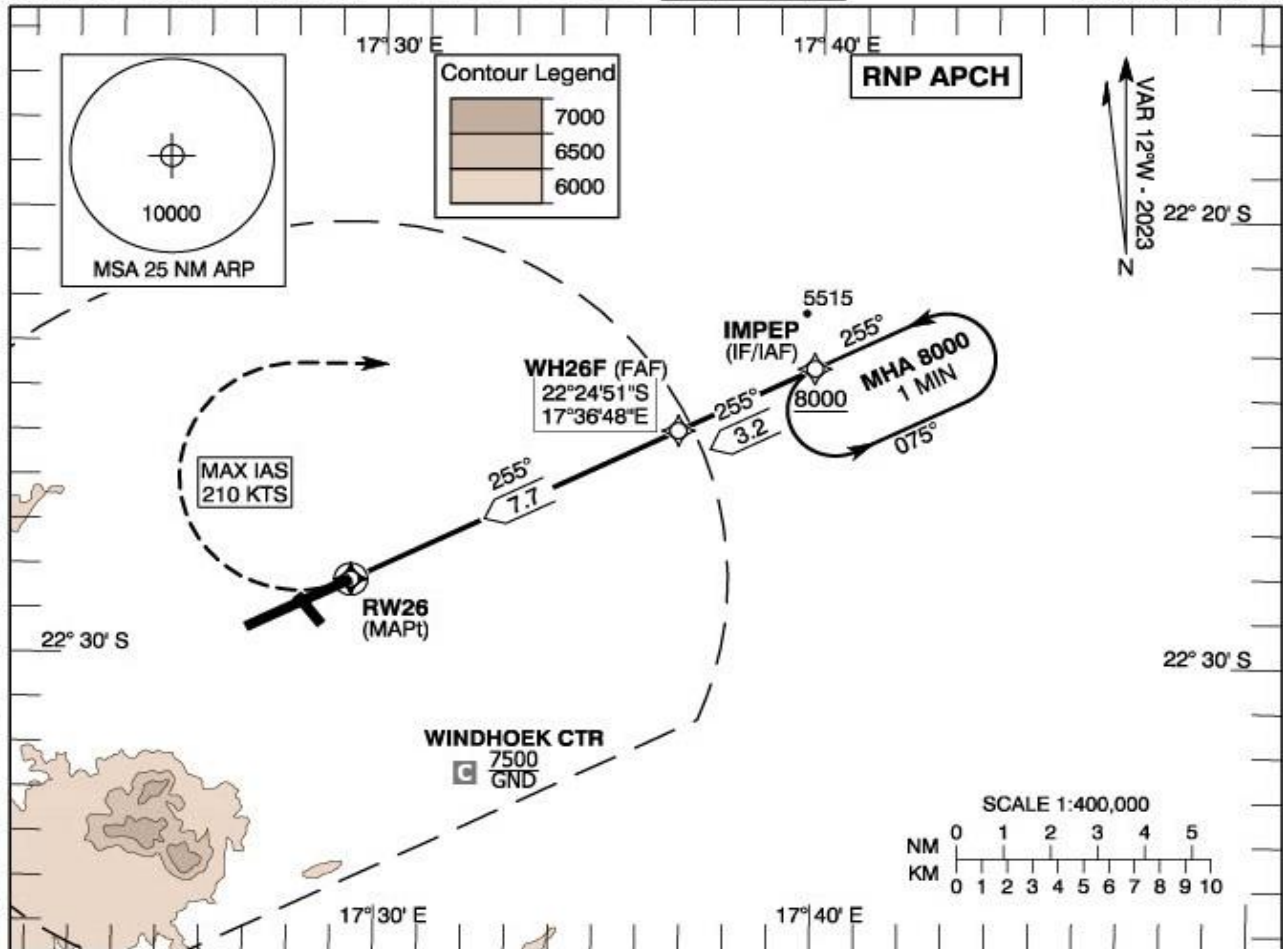 17°30' E
17°40' E
10000
MSA 25 NM ARP
Contour Legend
7000
6500
6000
RNP APCH
VAR 12°W - 2023
N
22° 20' S
5515
IMPEP
(IF/IAF)
255°
MHA 8000
1 MIN
8000
075°
WH26F (FAF)
22°24'51"S
17°36'48"E
255°
3.2
MAX IAS
210 KTS
255°
7.7
RW26
(MAPt)
22° 30' S
22° 30' S
WINDHOEK CTR
C
7500
GND
SCALE 1:400,000
NM
0 1 2 3 4 5
KM
0 1 2 3 4 5 6 7 8 9 10
17°30' E
17°40' E